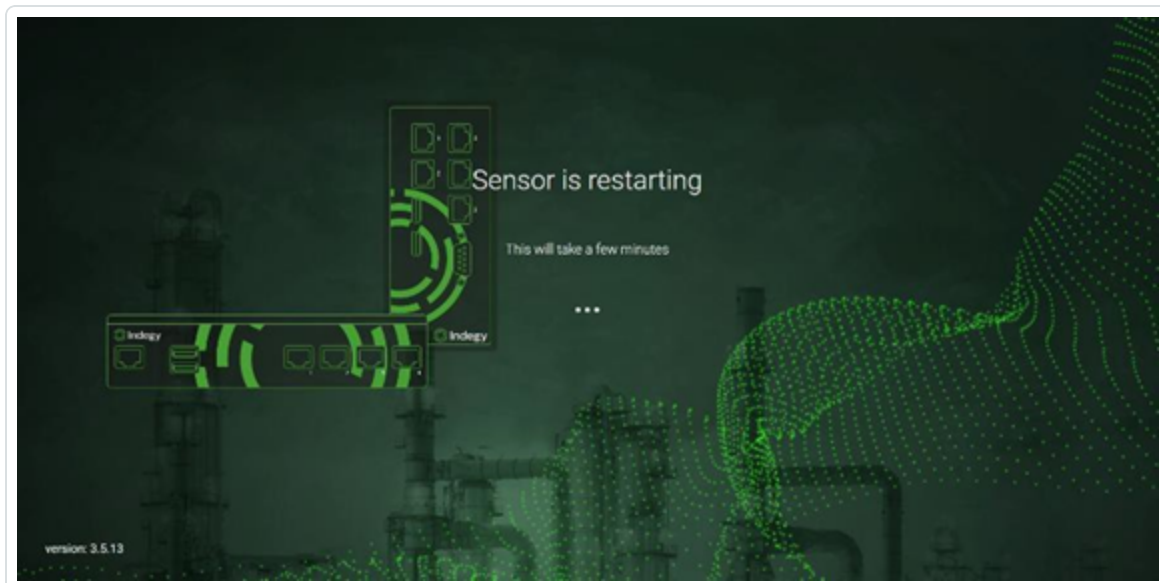 Sensor is restarting
This will take a few minutes
...
Indegy
Indegy
version: 3.5.13